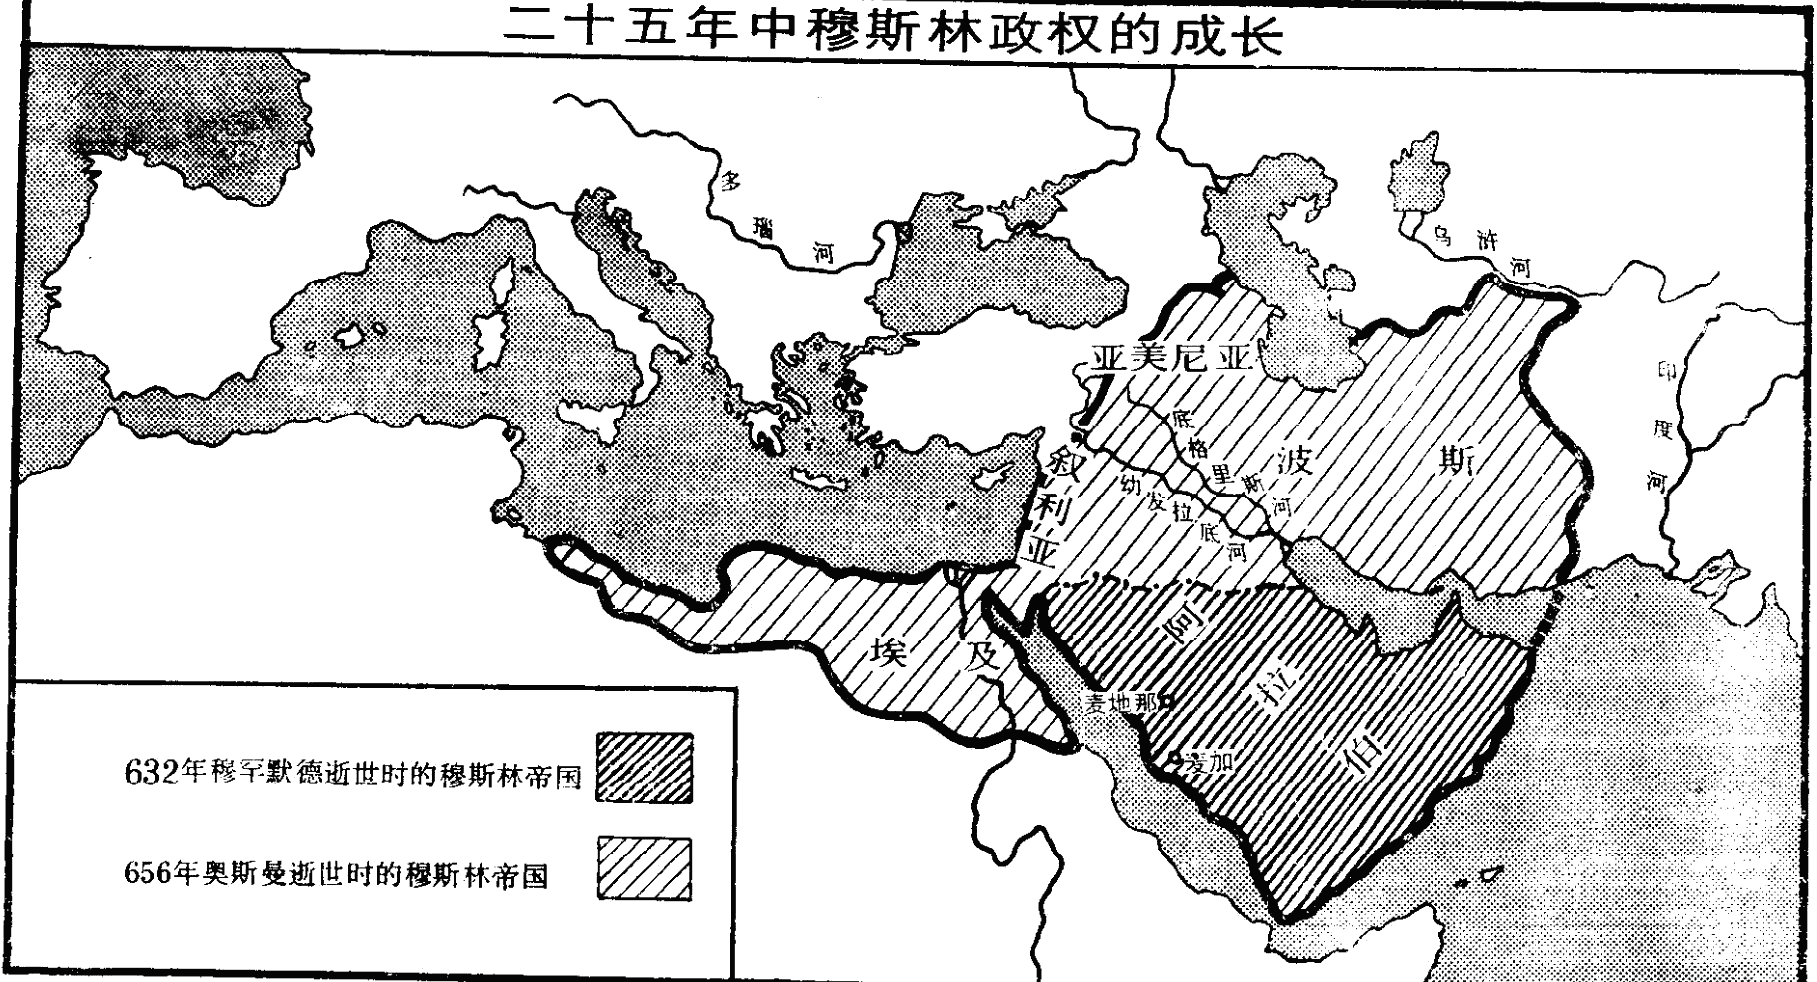 二十五年中穆斯林政权的成长
多瑙河
乌浒河
亚美尼亚
印度河
底格里斯河
波斯
叙利亚
幼发拉底河
阿拉伯
埃及
麦地那
麦加
632年穆罕默德逝世时的穆斯林帝国
656年奥斯曼逝世时的穆斯林帝国